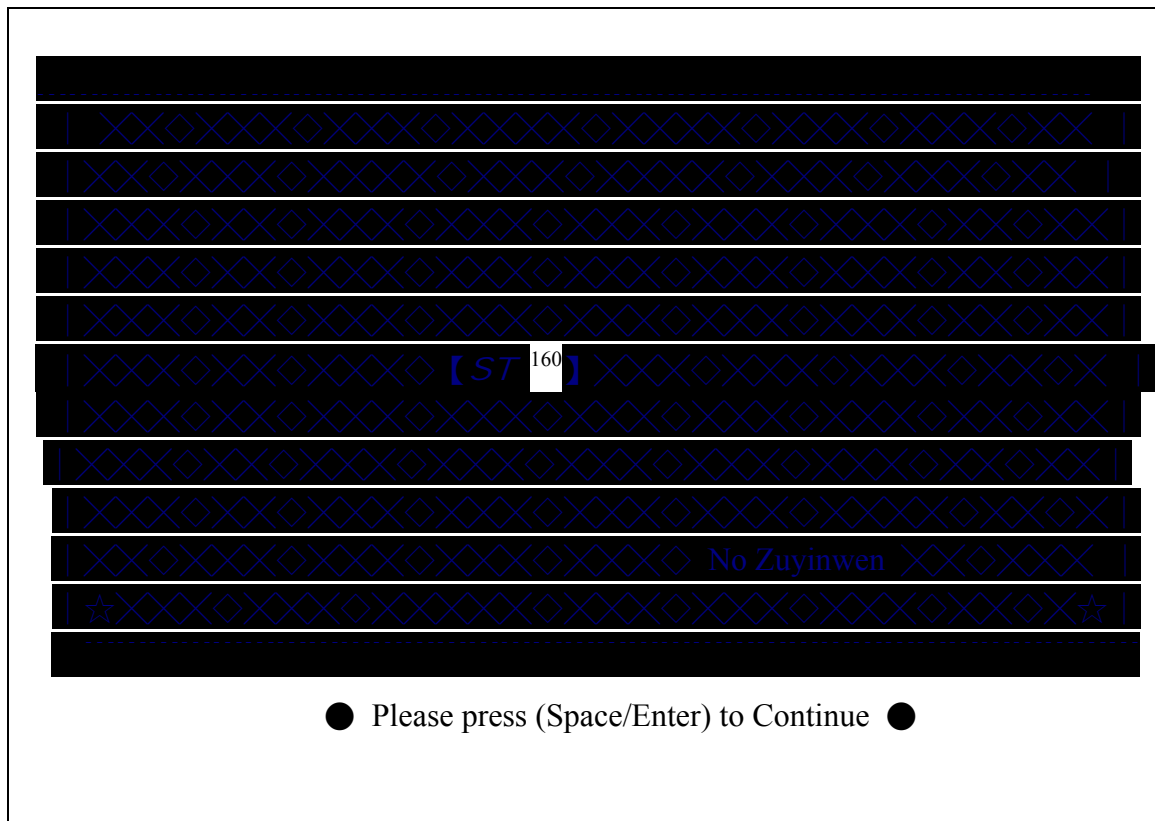 【ST 160】
No Zuyinwen
● Please press (Space/Enter) to Continue ●